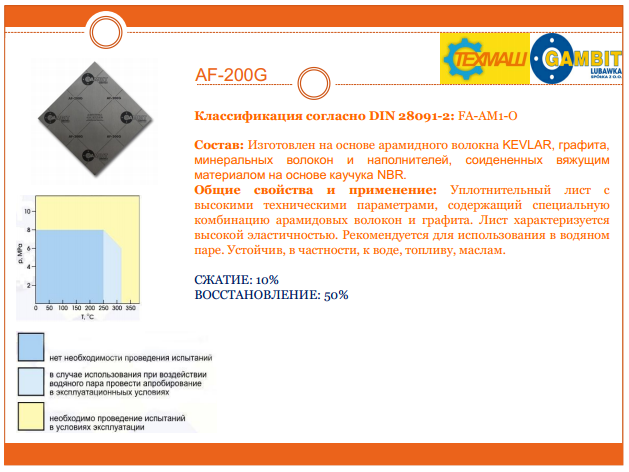 ТЕХМАШ
GAMBIT
LUBAWKA
SPÓŁKA Z O.O.
AF-200G
Классификация согласно DIN 28091-2: FA-AM1-O
Состав: Изготовлен на основе арамидного волокна KEVLAR, графита,
минеральных волокон и наполнителей, соидененных вяжущим
материалом на основе каучука NBR.
Общие свойства и применение: Уплотнительный лист с
высокими техническими параметрами, содержащий специальную
комбинацию арамидовых волокон и графита. Лист характеризуется
высокой эластичностью. Рекомендуется для использования в водяном
паре. Устойчив, в частности, к воде, топливу, маслам.
СЖАТИЕ: 10%
ВОССТАНОВЛЕНИЕ: 50%
p, MPa
10
8
6
4
2
0 50 100 150 200 250 300 350
T, °C
нет необходимости проведения испытаний
в случае использования при воздействии
водяного пара провести апробирование
в эксплуатационныых условиях
необходимо проведение испытаний
в условиях эксплуатации